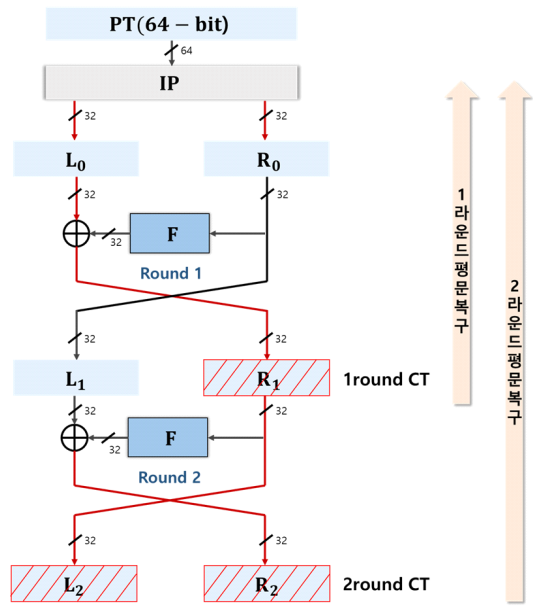 PT(64 − bit)
64
IP
32
32
L₀
R₀
32
32
F
32
Round 1
32
32
L₁
R₁
1round CT
32
32
F
32
Round 2
32
32
L₂
R₂
2round CT
1라운드평문복구
2라운드평문복구